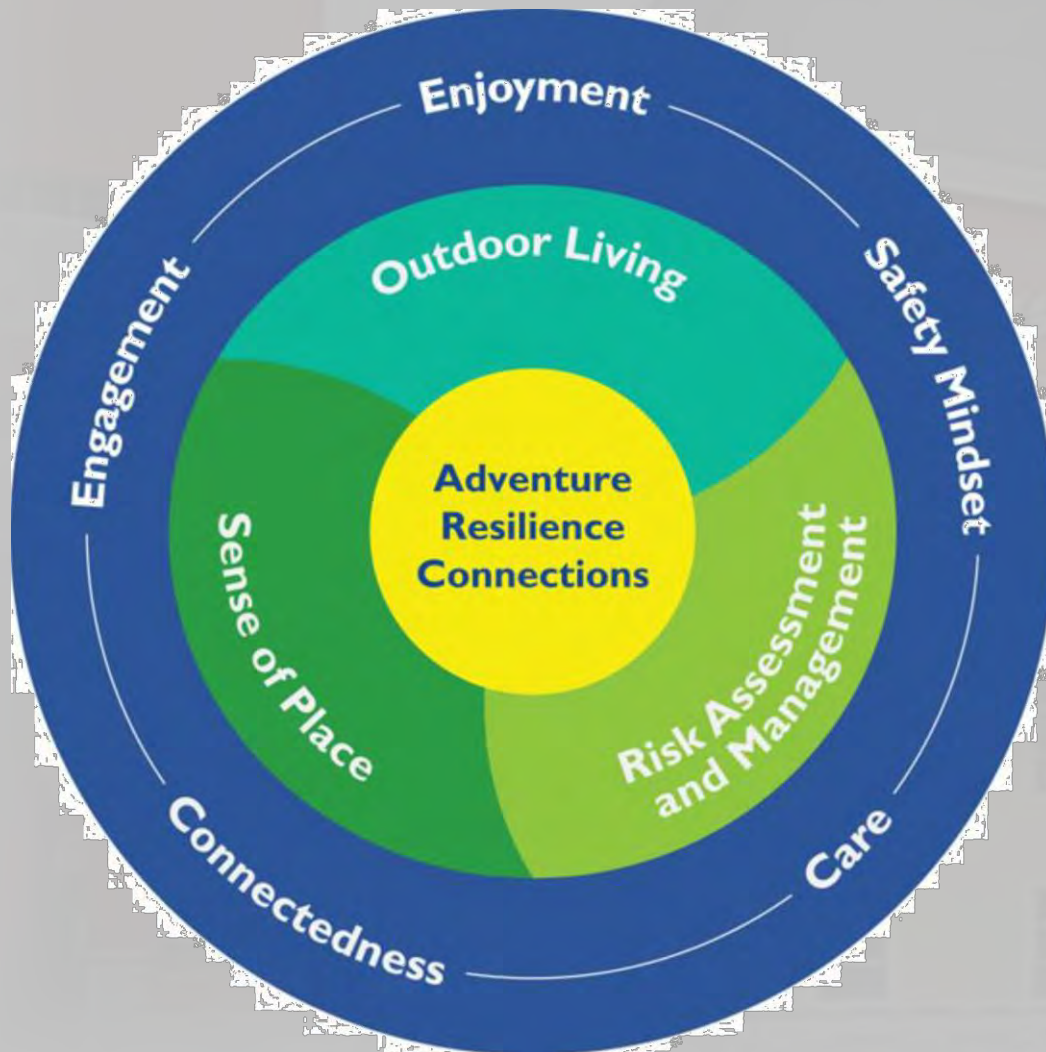 Enjoyment
Safety Mindset
Care
Connectedness
Engagement
Outdoor Living
Risk Assessment
and Management
Sense of Place
Adventure
Resilience
Connections